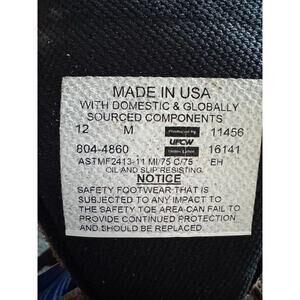 MADE IN USA
WITH DOMESTIC & GLOBALLY
SOURCED COMPONENTS
12 M Produced by 11456
804-4860 UFCW 16141
ASTMF2413-11 MI/75 C/75 EH
OIL AND SLIP RESISTING
NOTICE
SAFETY FOOTWEAR THAT IS
SUBJECTED TO ANY IMPACT TO
THE SAFETY TOE AREA CAN FAIL TO
PROVIDE CONTINUED PROTECTION
AND SHOULD BE REPLACED.